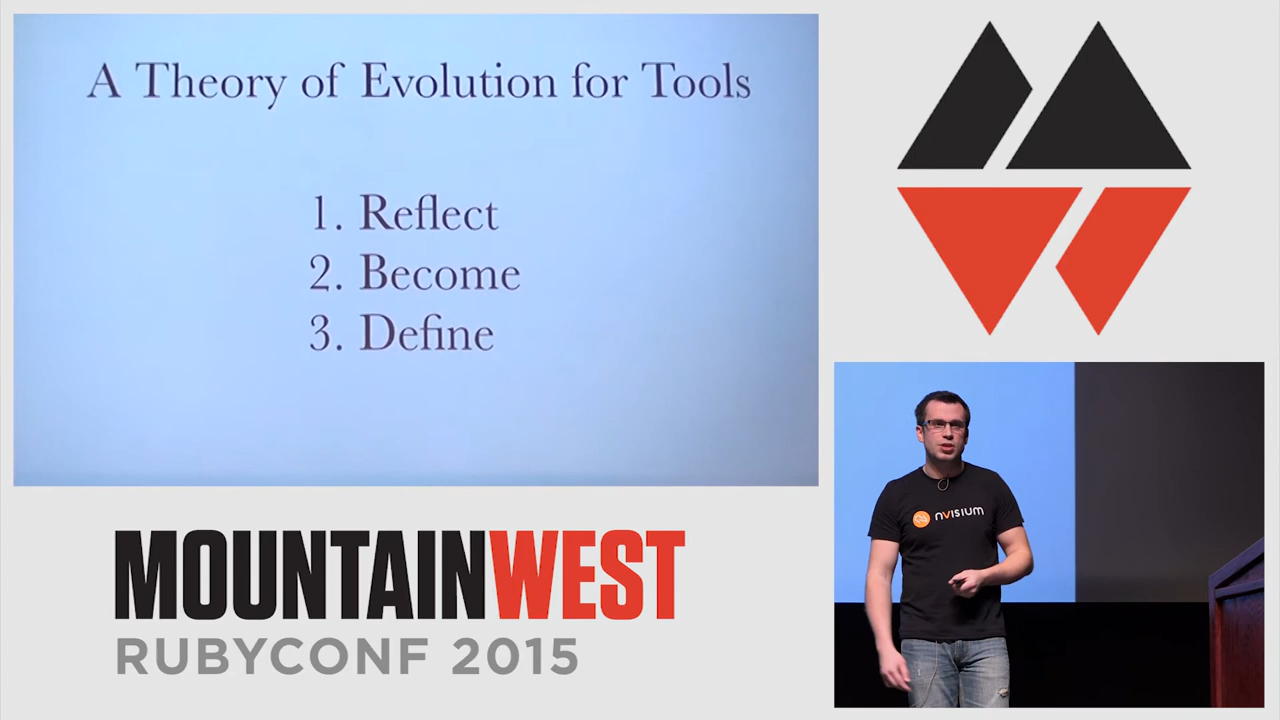 A Theory of Evolution for Tools
1. Reflect
2. Become
3. Define
MOUNTAINWEST
RUBYCONF 2015
nVISIUM